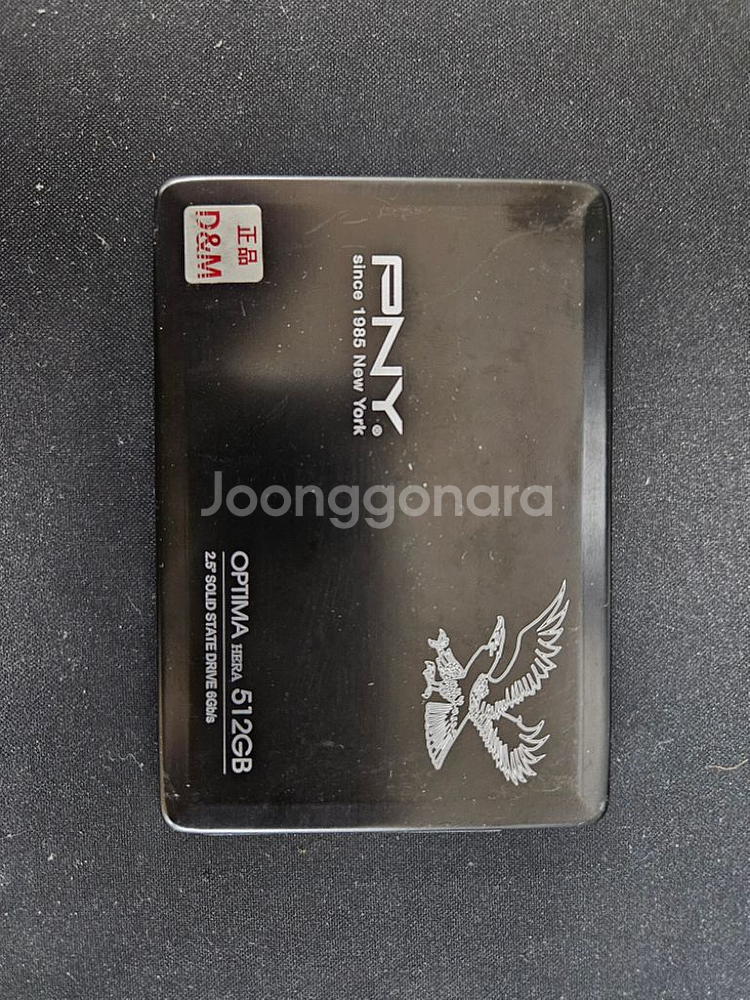 正品
D&M
PNY®
since 1985 New York
Joonggonara
OPTIMA HERA 512GB
2.5" SOLID STATE DRIVE 6Gb/s